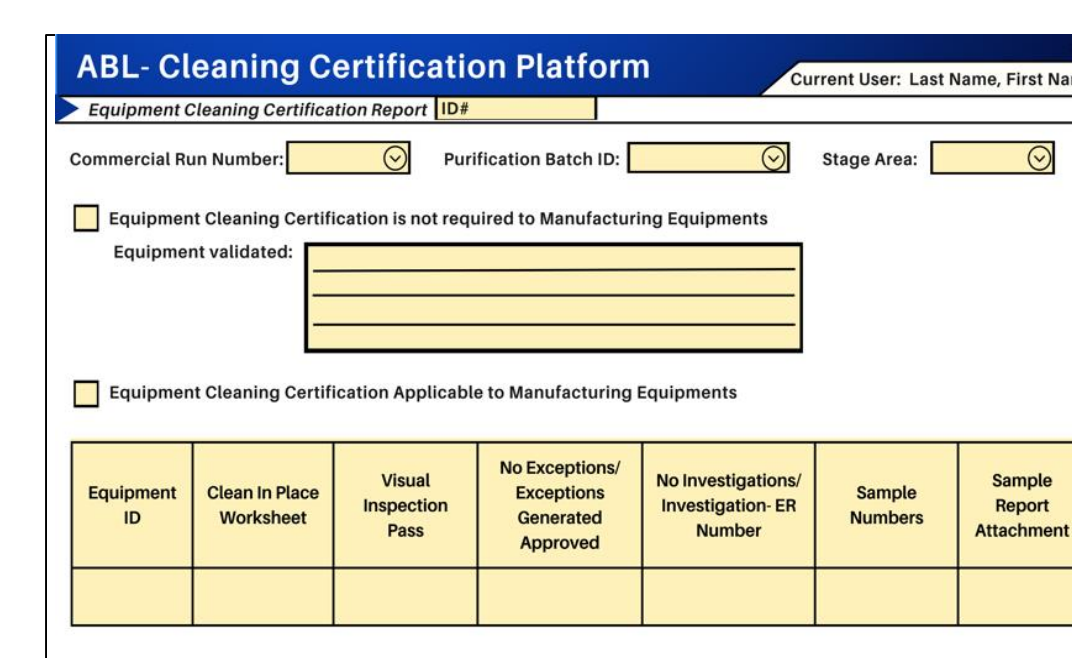 ABL- Cleaning Certification Platform
Current User: Last Name, First Nam
Equipment Cleaning Certification Report ID#
Commercial Run Number: Purification Batch ID: Stage Area:
Equipment Cleaning Certification is not required to Manufacturing Equipments
Equipment validated:
Equipment Cleaning Certification Applicable to Manufacturing Equipments
Equipment
ID
Clean In Place
Worksheet
Visual
Inspection
Pass
No Exceptions/
Exceptions
Generated
Approved
No Investigations/
Investigation- ER
Number
Sample
Numbers
Sample
Report
Attachment